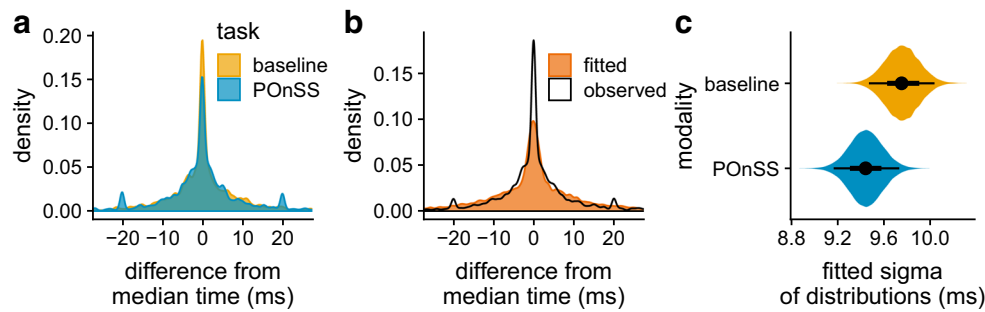 a
task
baseline
POnSS
density
0.20
0.15
0.10
0.05
0.00
−20 −10 0 10 20
difference from
median time (ms)
b
fitted
observed
density
0.15
0.10
0.05
0.00
−20 −10 0 10 20
difference from
median time (ms)
c
modality
baseline
POnSS
8.8 9.2 9.6 10.0
fitted sigma
of distributions (ms)